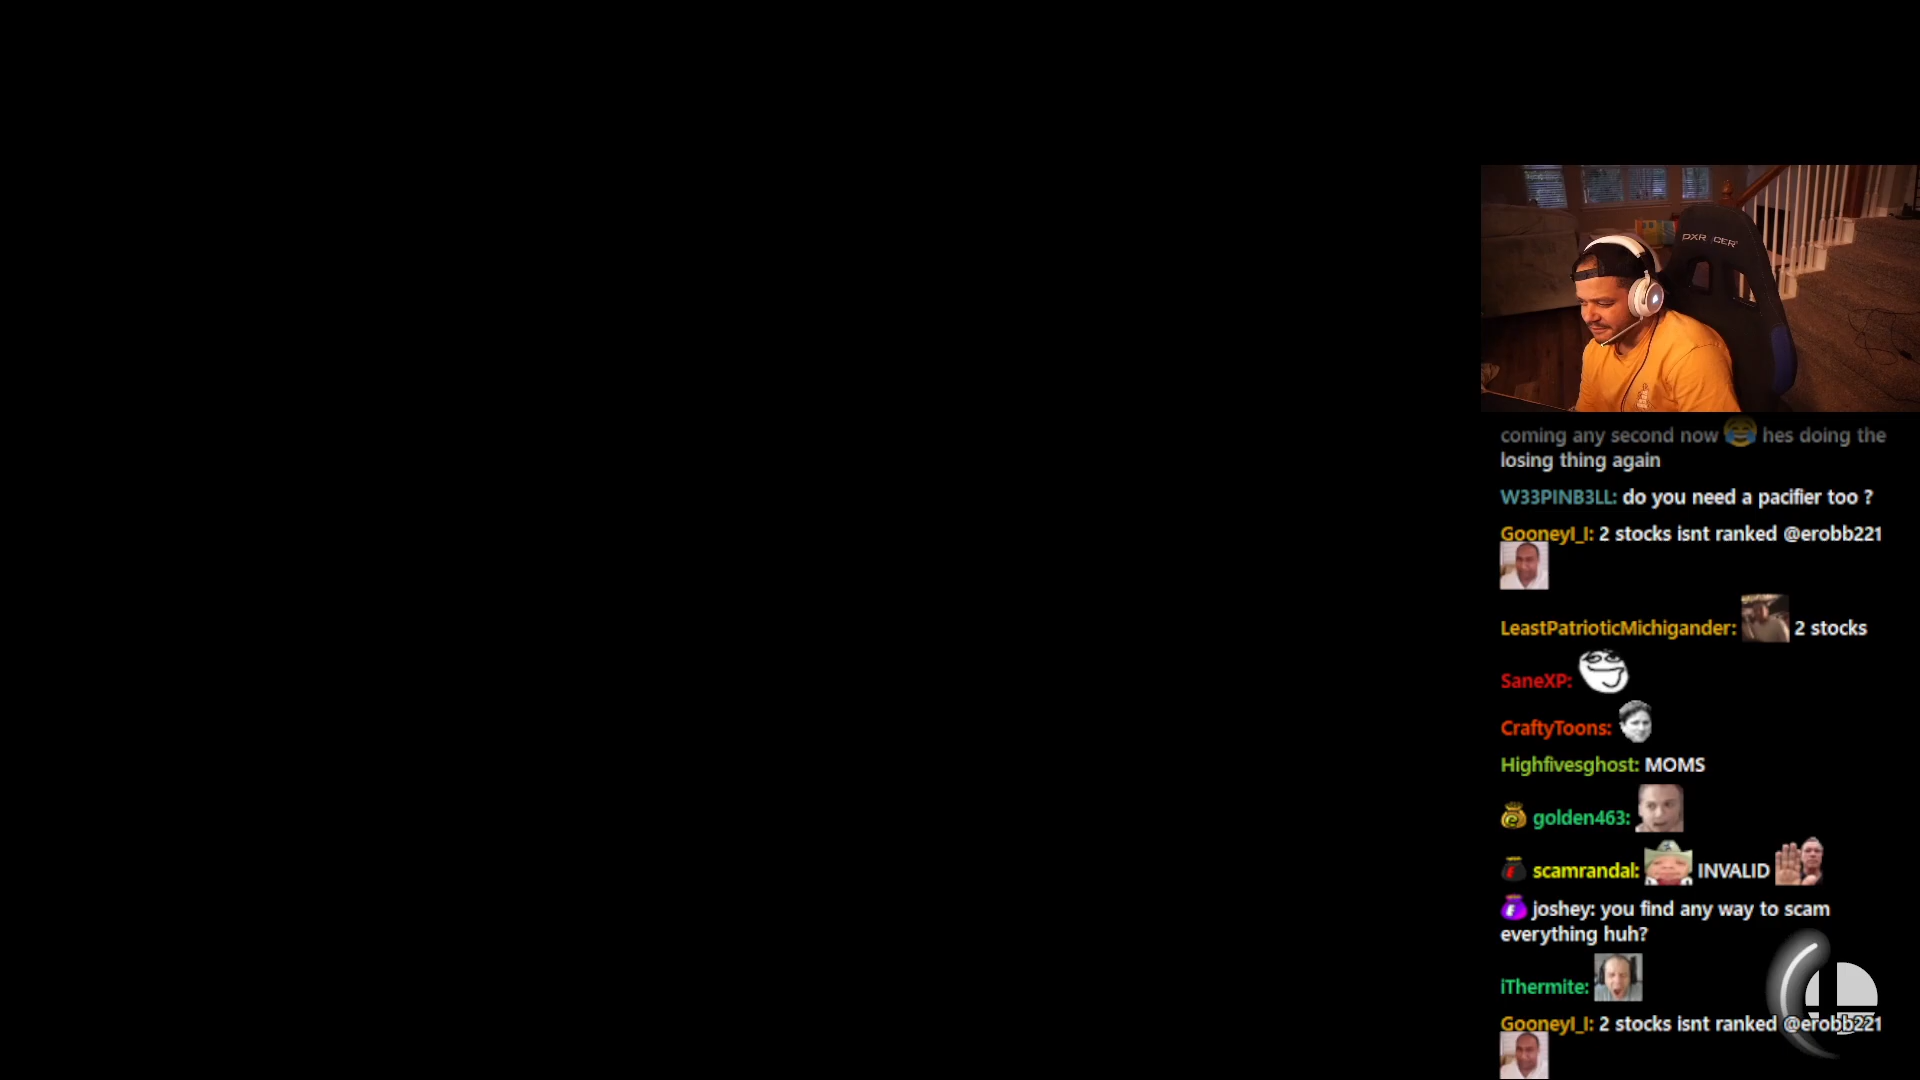 DXRACER
coming any second now 😂 hes doing the
losing thing again
W33PINB3LL: do you need a pacifier too ?
GooneyI_I: 2 stocks isnt ranked @erobb221
LeastPatrioticMichigander: 2 stocks
SaneXP:
CraftyToons:
Highfivesghost: MOMS
golden463:
scamrandal: INVALID
joshey: you find any way to scam
everything huh?
iThermite:
GooneyI_I: 2 stocks isnt ranked @erobb221